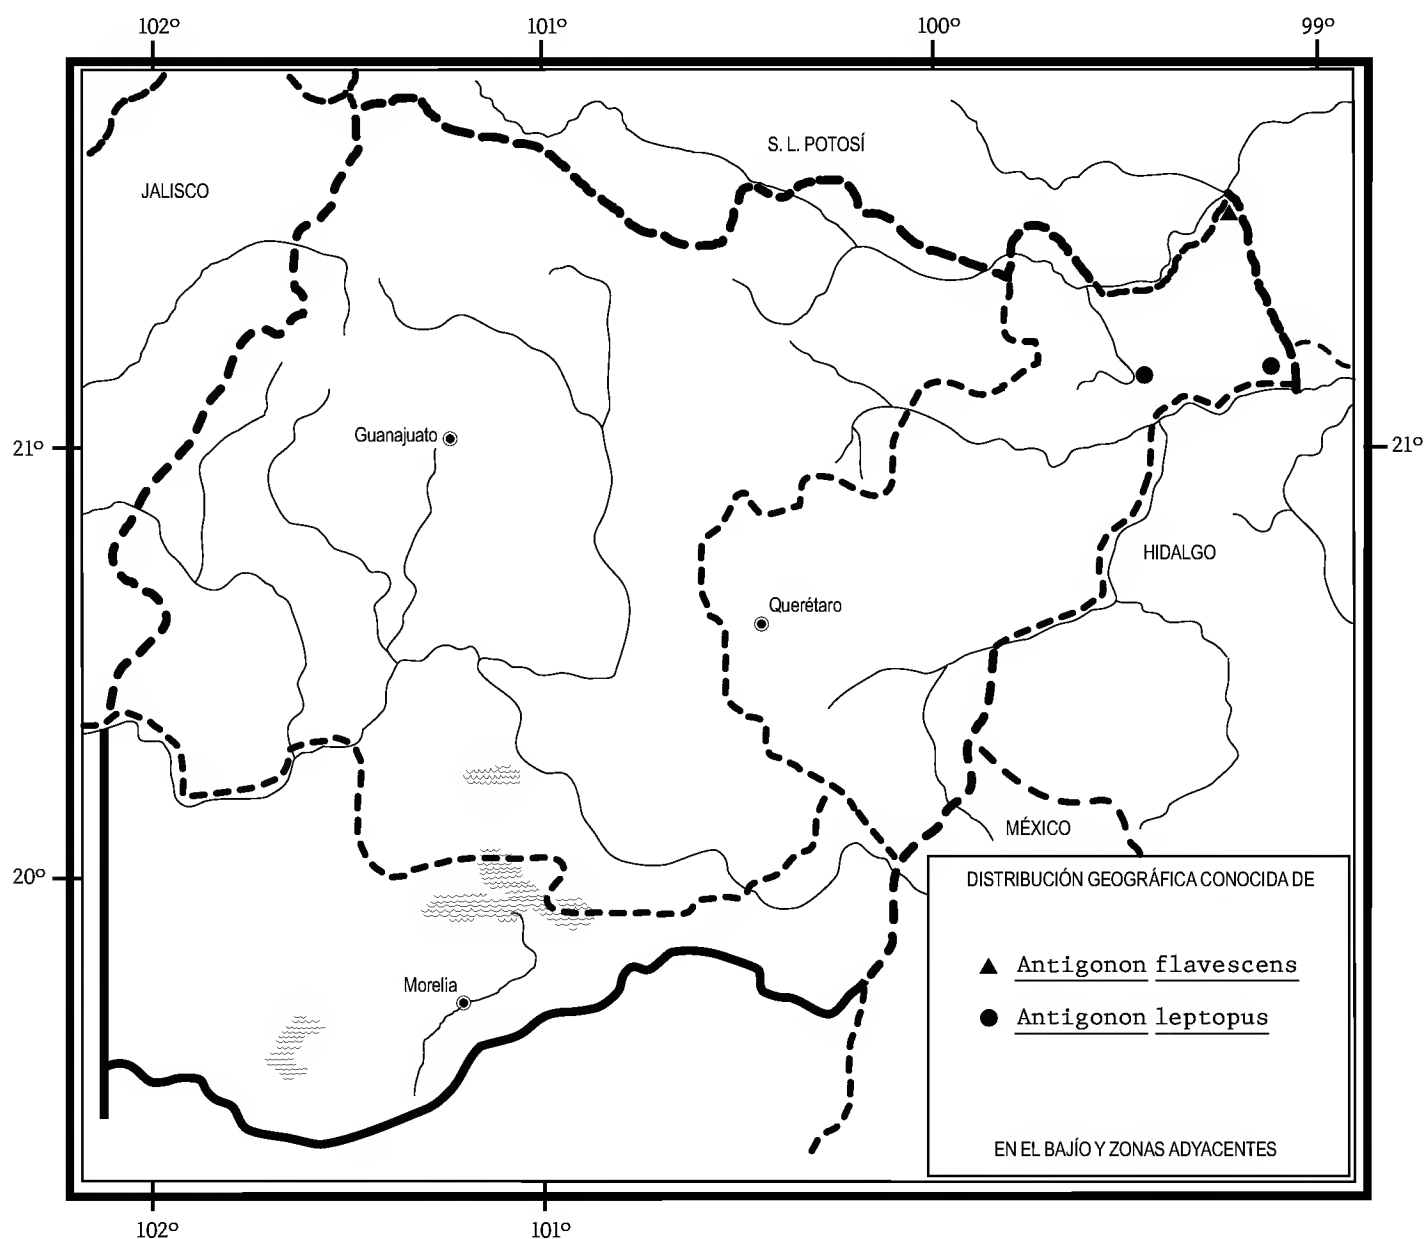 102º 101º 100º 99º
S. L. POTOSÍ
JALISCO
Guanajuato
21º 21º
HIDALGO
Querétaro
MÉXICO
20º
DISTRIBUCIÓN GEOGRÁFICA CONOCIDA DE
Antigonon flavescens
Morelia
Antigonon leptopus
EN EL BAJÍO Y ZONAS ADYACENTES
102º 101º